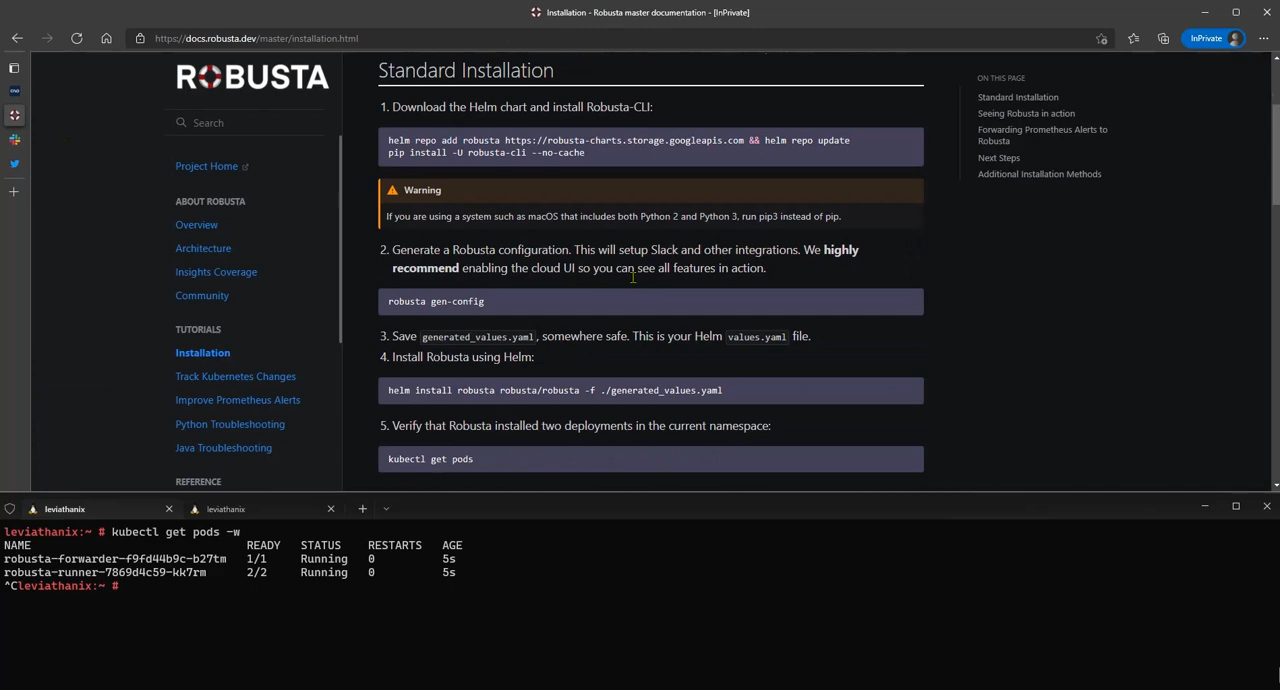 Installation - Robusta master documentation - [InPrivate]
https://docs.robusta.dev/master/installation.html
InPrivate
ROBUSTA
Search
Project Home
ABOUT ROBUSTA
Overview
Architecture
Insights Coverage
Community
TUTORIALS
Installation
Track Kubernetes Changes
Improve Prometheus Alerts
Python Troubleshooting
Java Troubleshooting
REFERENCE
Standard Installation
1. Download the Helm chart and install Robusta-CLI:
helm repo add robusta https://robusta-charts.storage.googleapis.com && helm repo update
pip install -U robusta-cli --no-cache
Warning
If you are using a system such as macOS that includes both Python 2 and Python 3, run pip3 instead of pip.
2. Generate a Robusta configuration. This will setup Slack and other integrations. We highly
recommend enabling the cloud UI so you can see all features in action.
robusta gen-config
3. Save generated_values.yaml, somewhere safe. This is your Helm values.yaml file.
4. Install Robusta using Helm:
helm install robusta robusta/robusta -f ./generated_values.yaml
5. Verify that Robusta installed two deployments in the current namespace:
kubectl get pods
ON THIS PAGE
Standard Installation
Seeing Robusta in action
Forwarding Prometheus Alerts to
Robusta
Next Steps
Additional Installation Methods
leviathanix
leviathanix
leviathanix:~ # kubectl get pods -w
NAME READY STATUS RESTARTS AGE
robusta-forwarder-f9fd44b9c-b27tm 1/1 Running 0 5s
robusta-runner-7869d4c59-kk7rm 2/2 Running 0 5s
^Cleviathanix:~ #